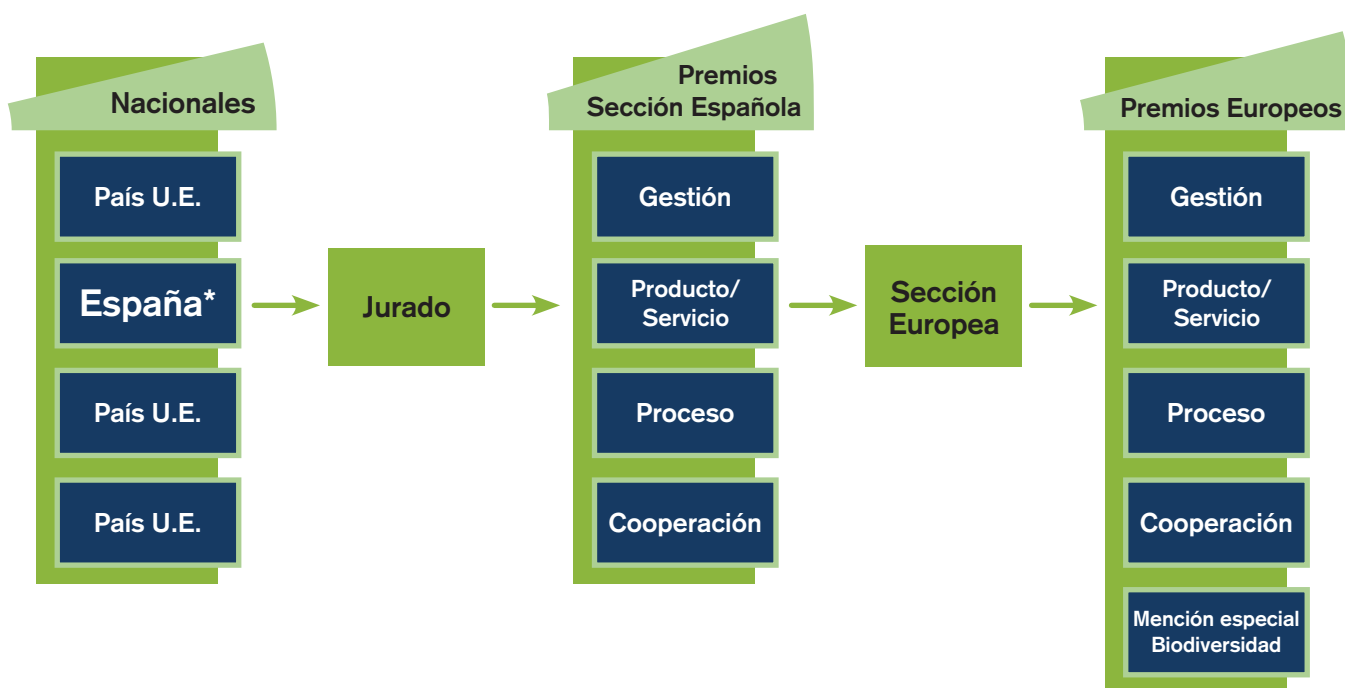 Nacionales
País U.E.
España*
País U.E.
País U.E.
Jurado
Premios
Sección Española
Gestión
Producto/
Servicio
Proceso
Cooperación
Sección
Europea
Premios Europeos
Gestión
Producto/
Servicio
Proceso
Cooperación
Mención especial
Biodiversidad